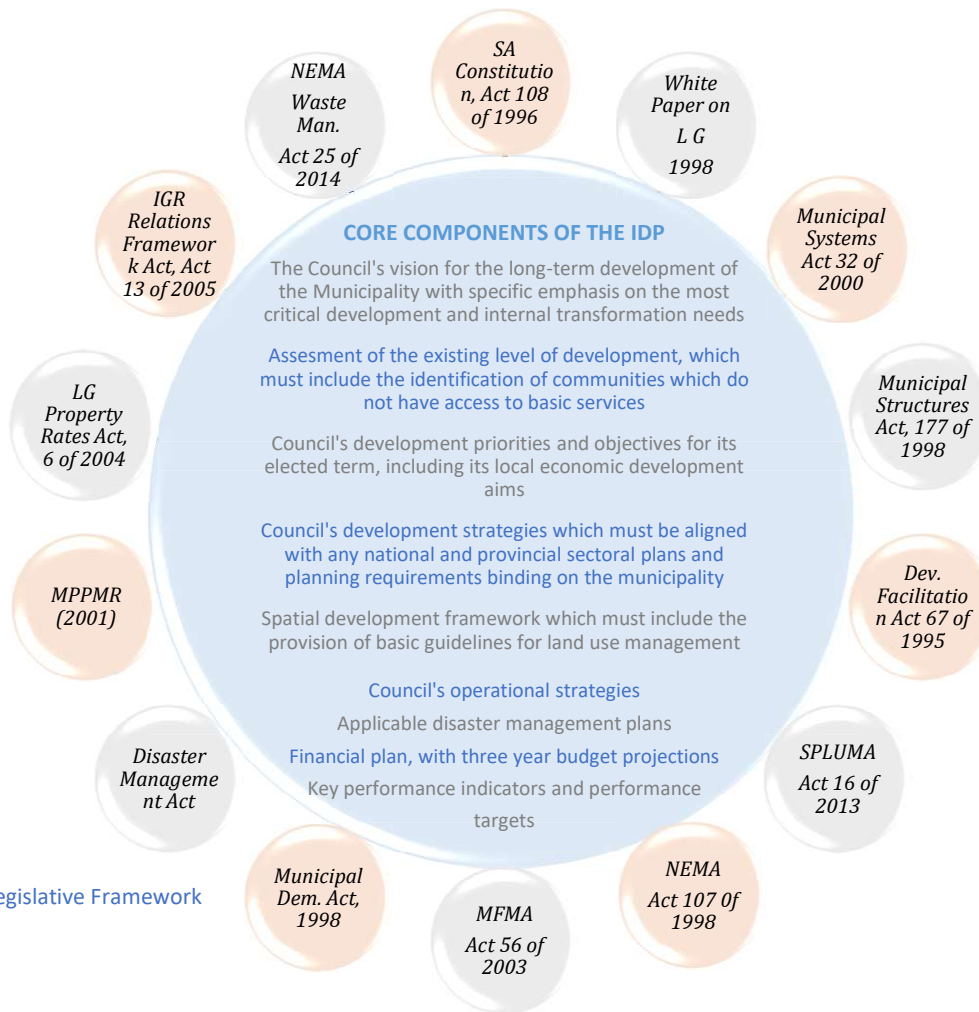 SA
Constitutio
n, Act 108
of 1996
White
Paper on
L G
1998
Municipal
Systems
Act 32 of
2000
Municipal
Structures
Act, 177 of
1998
Dev.
Facilitatio
n Act 67 of
1995
SPLUMA
Act 16 of
2013
NEMA
Act 107 0f
1998
MFMA
Act 56 of
2003
Municipal
Dem. Act,
1998
Disaster
Manageme
nt Act
MPPMR
(2001)
LG
Property
Rates Act,
6 of 2004
IGR
Relations
Framewor
k Act, Act
13 of 2005
NEMA
Waste
Man.
Act 25 of
2014
CORE COMPONENTS OF THE IDP
The Council's vision for the long-term development of
the Municipality with specific emphasis on the most
critical development and internal transformation needs
Assesment of the existing level of development, which
must include the identification of communities which do
not have access to basic services
Council's development priorities and objectives for its
elected term, including its local economic development
aims
Council's development strategies which must be aligned
with any national and provincial sectoral plans and
planning requirements binding on the municipality
Spatial development framework which must include the
provision of basic guidelines for land use management
Council's operational strategies
Applicable disaster management plans
Financial plan, with three year budget projections
Key performance indicators and performance
targets
egislative Framework